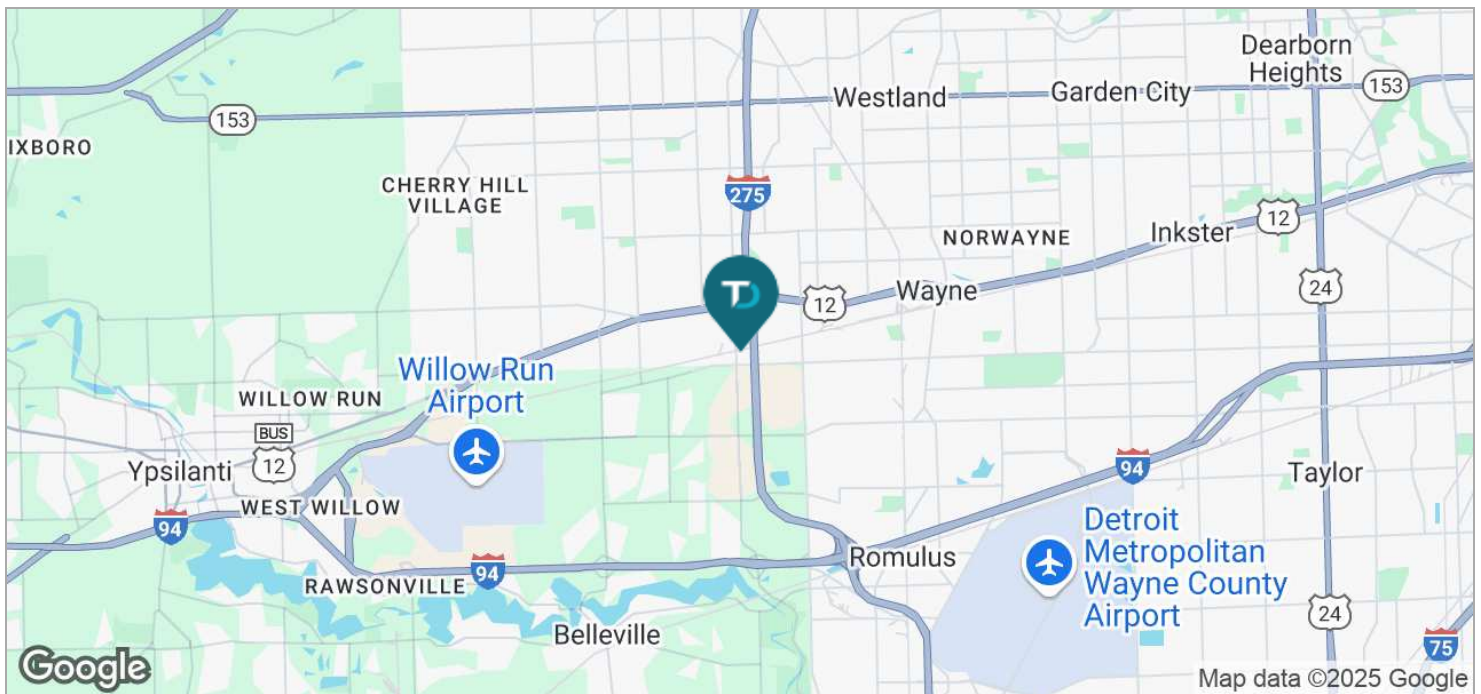 Dearborn
Heights
Westland
Garden City
153
153
IXBORO
CHERRY HILL
VILLAGE
275
12
NORWAYNE
Inkster
TD
12
Wayne
24
Willow Run
Airport
WILLOW RUN
BUS
12
Ypsilanti
94
Taylor
WEST WILLOW
94
Detroit
Metropolitan
Wayne County
Airport
94
Romulus
RAWSONVILLE
24
Belleville
75
Google
Map data ©2025 Google